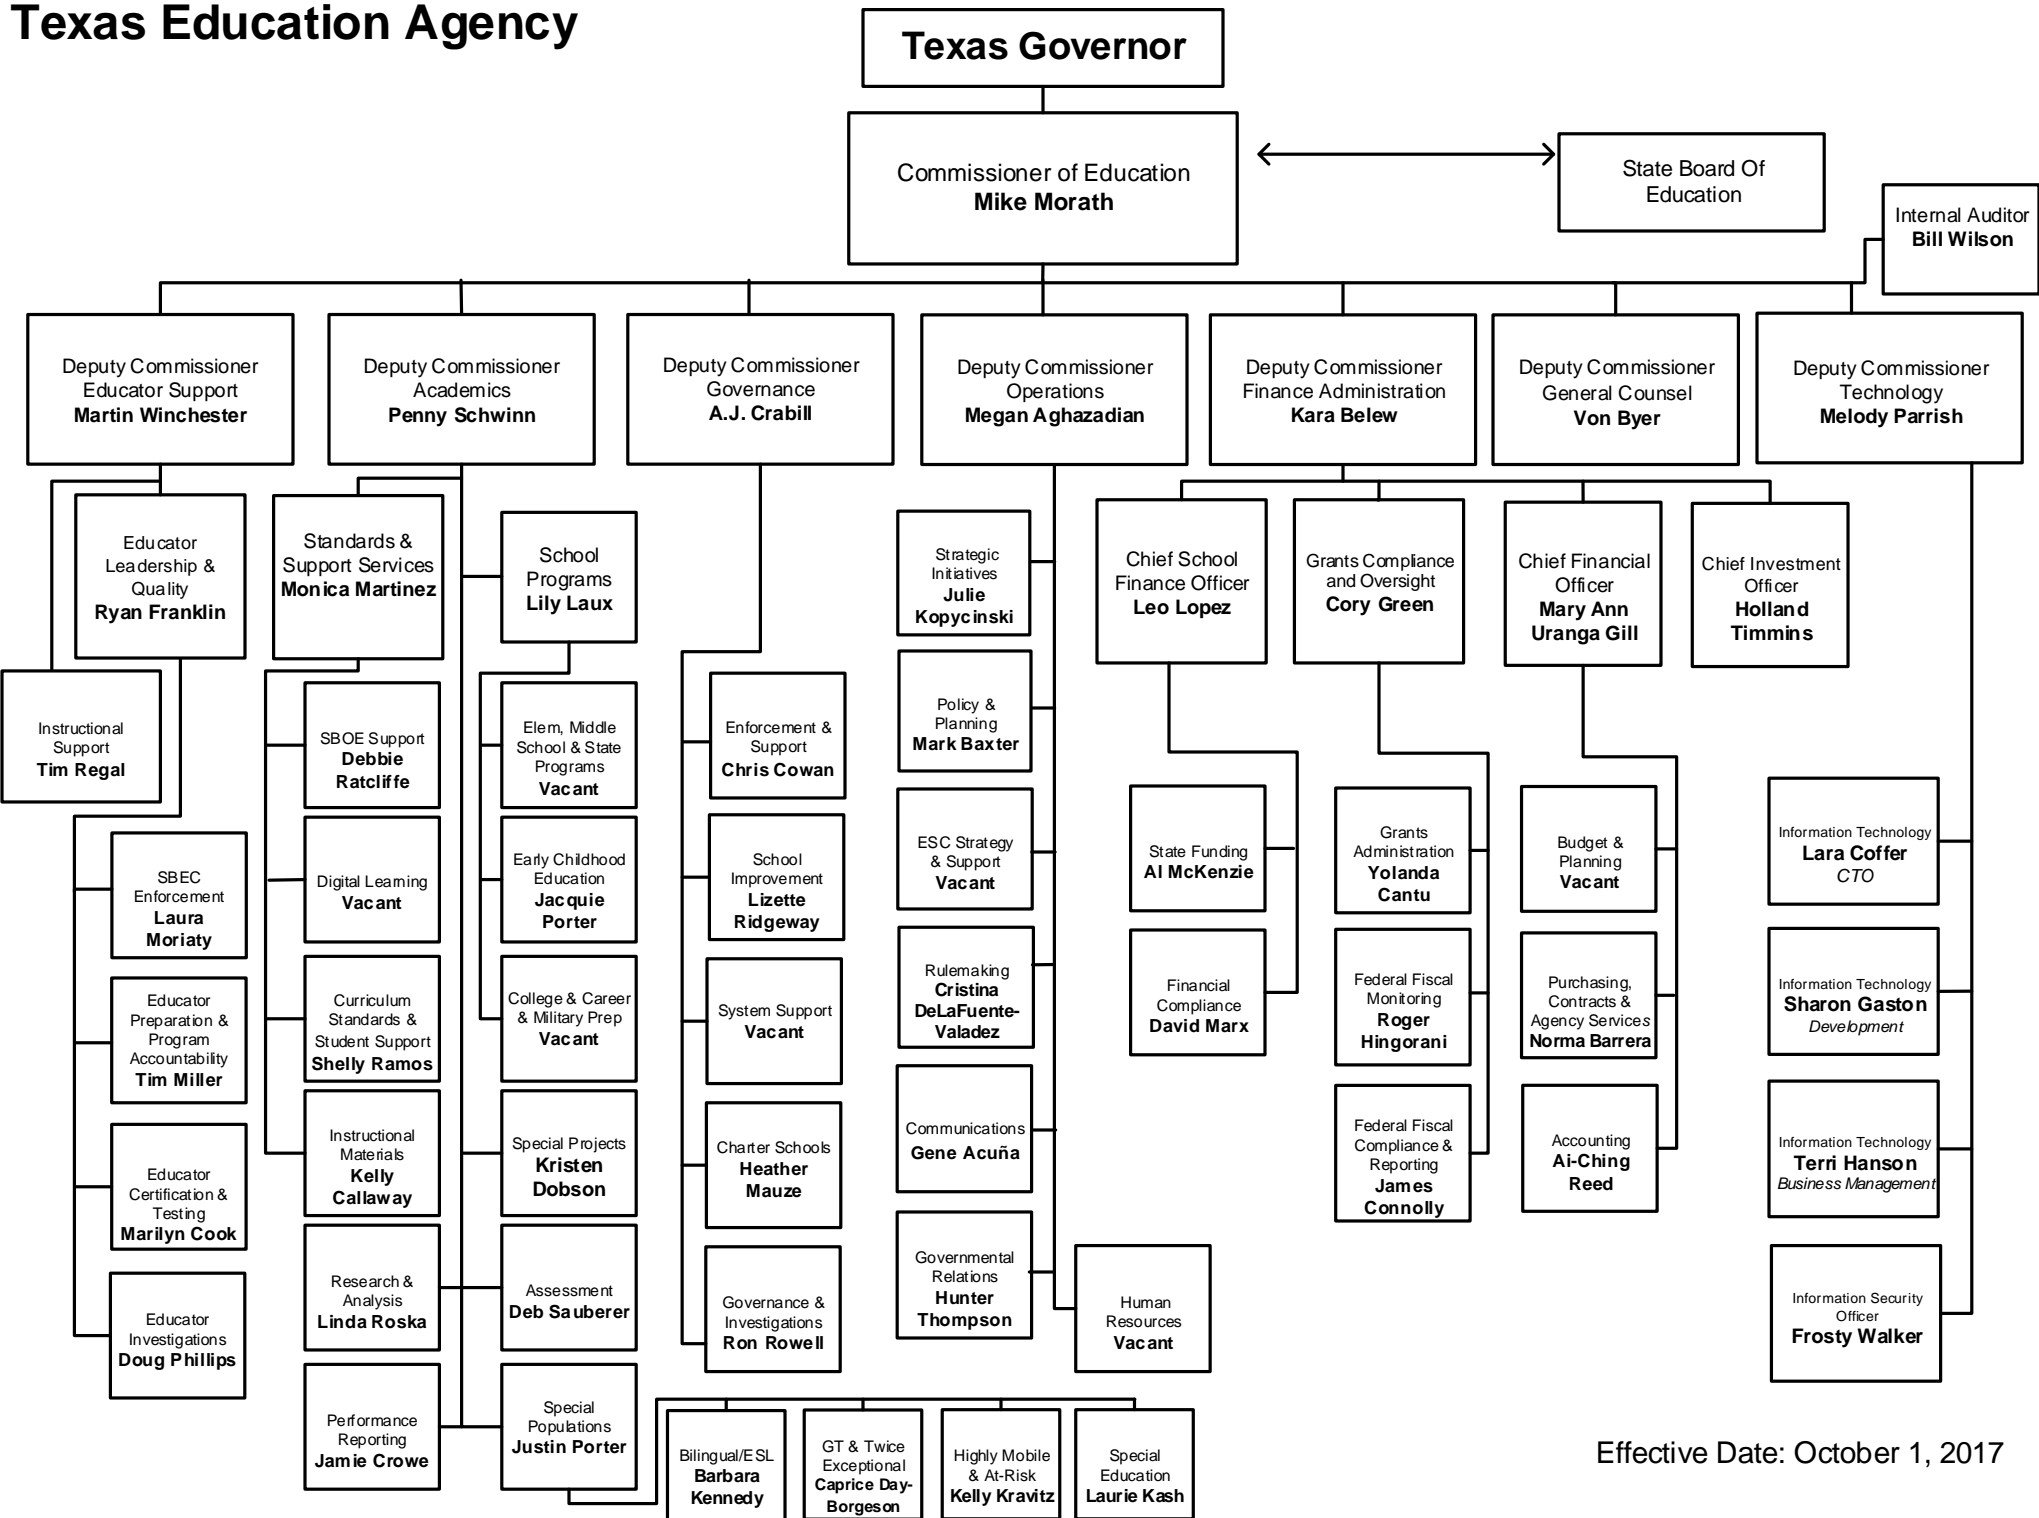 Texas Education Agency
Texas Governor
Commissioner of Education
Mike Morath
State Board Of
Education
Internal Auditor
Bill Wilson
Deputy Commissioner
Educator Support
Martin Winchester
Deputy Commissioner
Academics
Penny Schwinn
Deputy Commissioner
Governance
A.J. Crabill
Deputy Commissioner
Operations
Megan Aghazadian
Deputy Commissioner
Finance Administration
Kara Belew
Deputy Commissioner
General Counsel
Von Byer
Deputy Commissioner
Technology
Melody Parrish
Educator
Leadership &
Quality
Ryan Franklin
Instructional
Support
Tim Regal
SBEC
Enforcement
Laura
Moriaty
Educator
Preparation &
Program
Accountability
Tim Miller
Educator
Certification &
Testing
Marilyn Cook
Educator
Investigations
Doug Phillips
Standards &
Support Services
Monica Martinez
SBOE Support
Debbie
Ratcliffe
Digital Learning
Vacant
Curriculum
Standards &
Student Support
Shelly Ramos
Instructional
Materials
Kelly
Callaway
Research &
Analysis
Linda Roska
Performance
Reporting
Jamie Crowe
School
Programs
Lily Laux
Elem, Middle
School & State
Programs
Vacant
Early Childhood
Education
Jacquie
Porter
College & Career
& Military Prep
Vacant
Special Projects
Kristen
Dobson
Assessment
Deb Sauberer
Special
Populations
Justin Porter
Bilingual/ESL
Barbara
Kennedy
GT & Twice
Exceptional
Caprice Day-
Borgeson
Highly Mobile
& At-Risk
Kelly Kravitz
Special
Education
Laurie Kash
Enforcement &
Support
Chris Cowan
School
Improvement
Lizette
Ridgeway
System Support
Vacant
Charter Schools
Heather
Mauze
Governance &
Investigations
Ron Rowell
Strategic
Initiatives
Julie
Kopycinski
Policy &
Planning
Mark Baxter
ESC Strategy
& Support
Vacant
Rulemaking
Cristina
DeLaFuente-
Valadez
Communications
Gene Acuña
Governmental
Relations
Hunter
Thompson
Human
Resources
Vacant
Chief School
Finance Officer
Leo Lopez
State Funding
Al McKenzie
Financial
Compliance
David Marx
Grants Compliance
and Oversight
Cory Green
Grants
Administration
Yolanda
Cantu
Federal Fiscal
Monitoring
Roger
Hingorani
Federal Fiscal
Compliance &
Reporting
James
Connolly
Chief Financial
Officer
Mary Ann
Uranga Gill
Budget &
Planning
Vacant
Purchasing,
Contracts &
Agency Services
Norma Barrera
Accounting
Ai-Ching
Reed
Chief Investment
Officer
Holland
Timmins
Information Technology
Lara Coffer
CTO
Information Technology
Sharon Gaston
Development
Information Technology
Terri Hanson
Business Management
Information Security
Officer
Frosty Walker
Effective Date: October 1, 2017